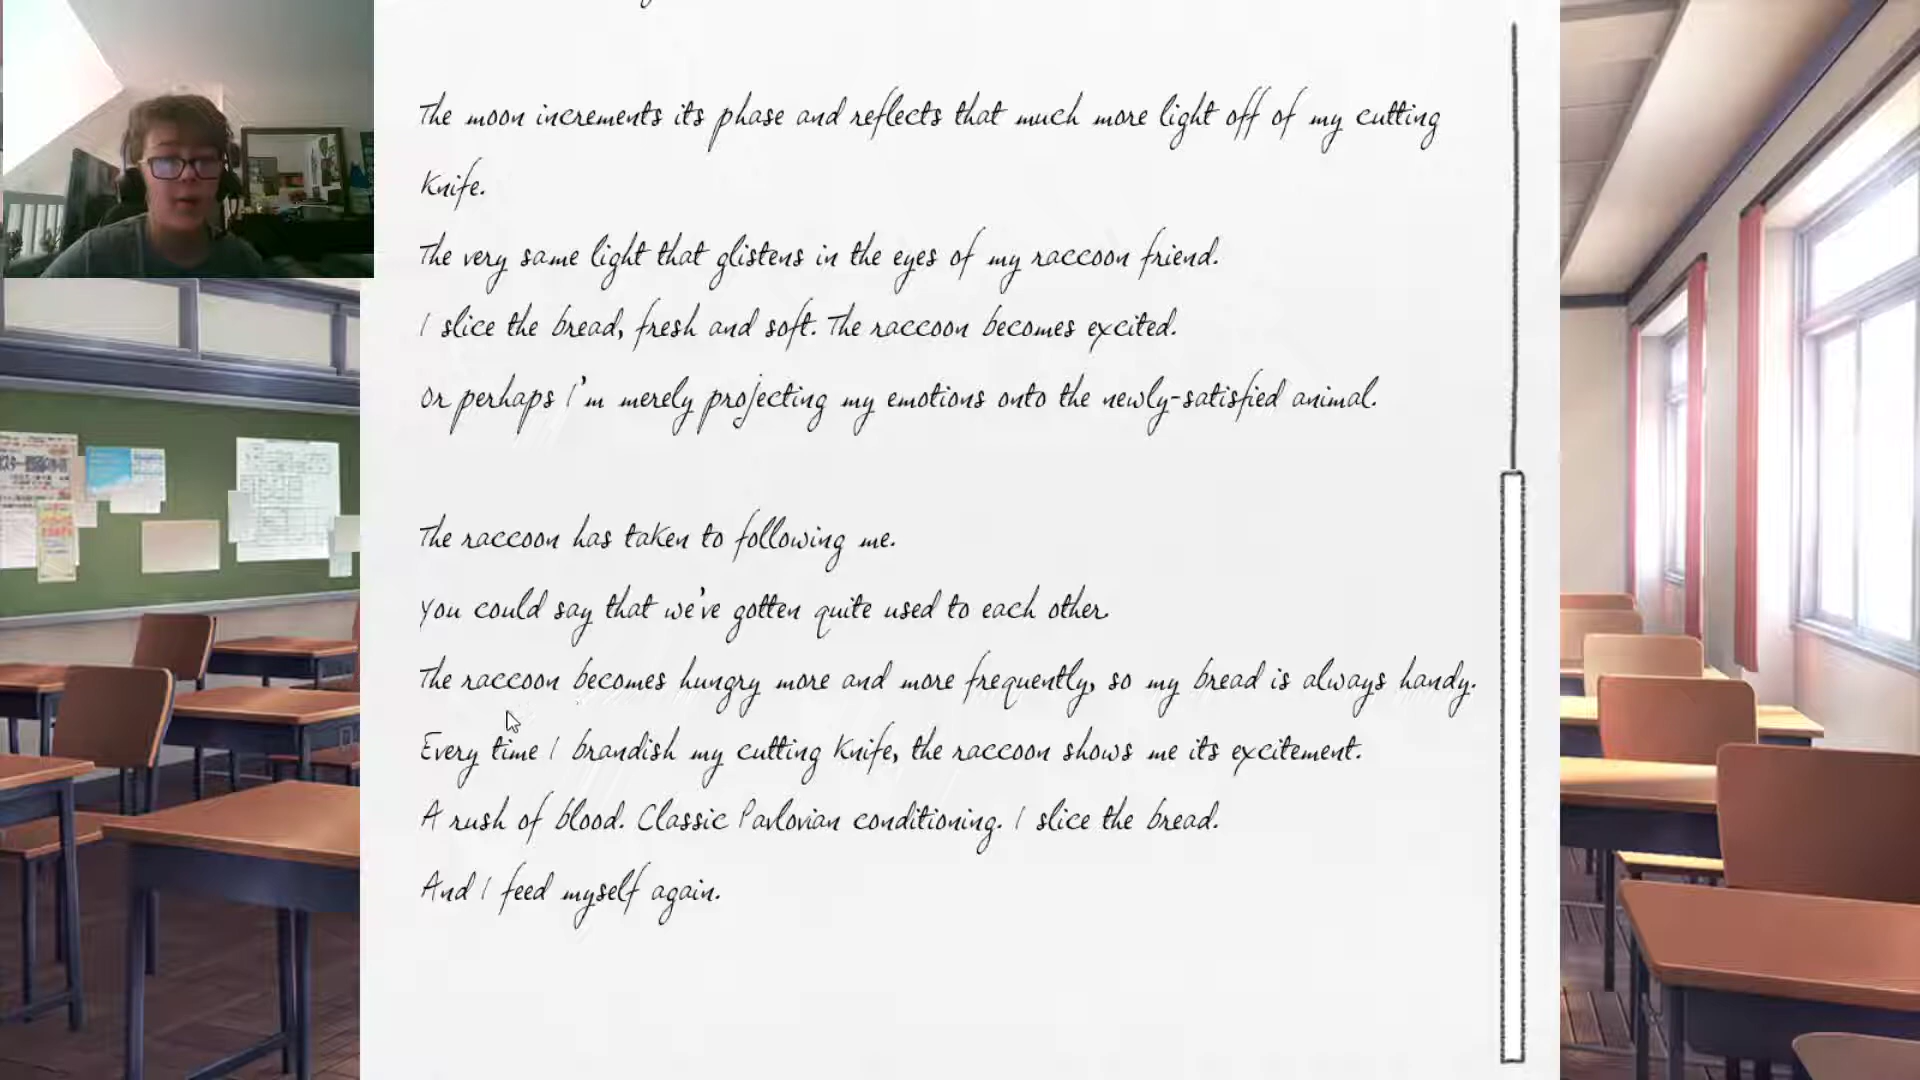 The moon increments its phase and reflects that much more light off of my cutting
knife.
The very same light that glistens in the eyes of my raccoon friend.
I slice the bread, fresh and soft. The raccoon becomes excited.
Or perhaps I'm merely projecting my emotions onto the newly-satisfied animal.
The raccoon has taken to following me.
You could say that we've gotten quite used to each other.
The raccoon becomes hungry more and more frequently, so my bread is always handy.
Every time I brandish my cutting knife, the raccoon shows me its excitement.
A rush of blood. Classic Pavlovian conditioning. I slice the bread.
And I feed myself again.